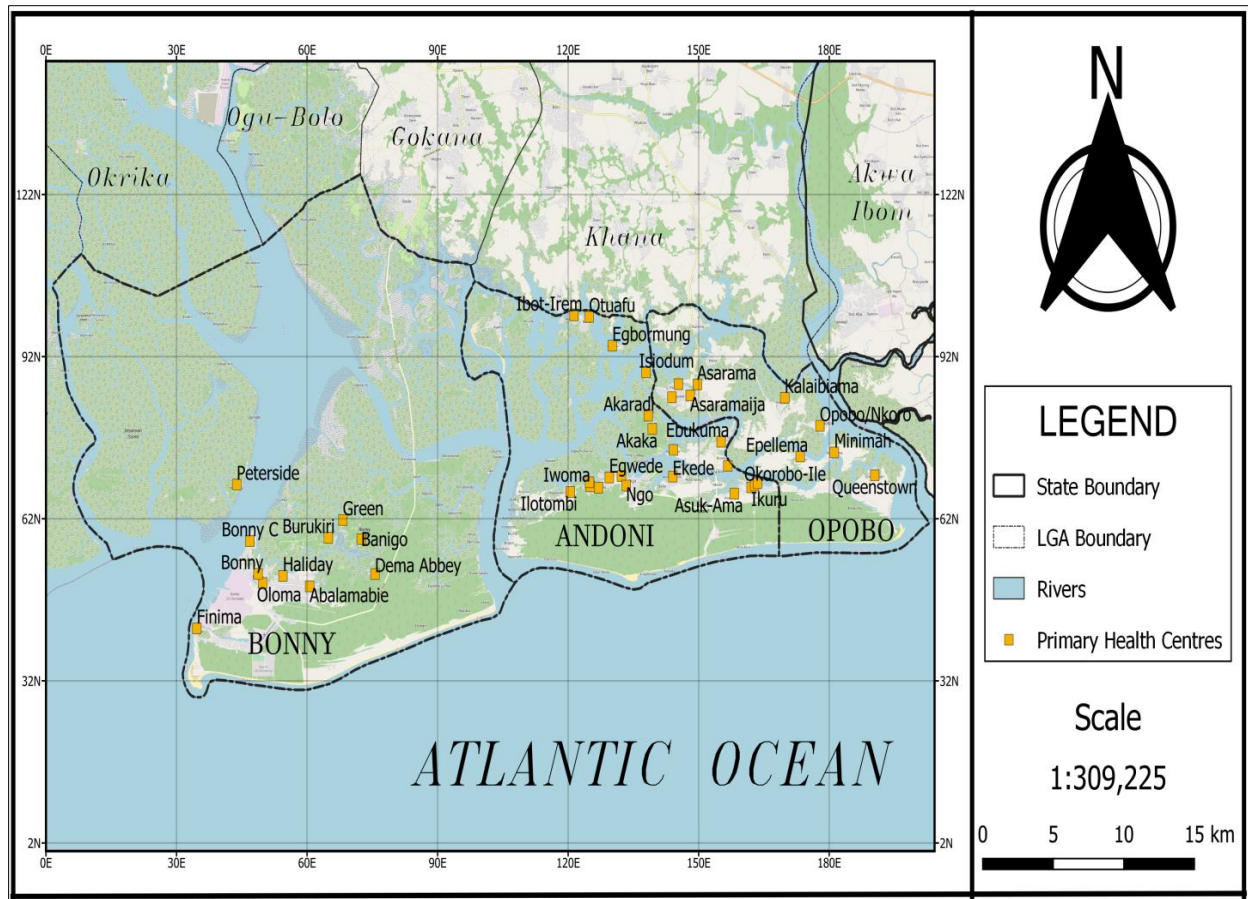 0E 30E 60E 90E 120E 150E 180E
Ogu-Bolo
Gokana
Okrika
Akwa
Ibom
Khana
122N 122N
Ibot-Irem Otuafu
Egbormung
92N 92N
Isiodum
Asarama
Kalaibiama
Akaradi
Asaramaija
Opobo/Nkoro
Akaka
Ebukuma
Epellema
Minimah
Peterside
Iwoma
Egwede
Ekede
Okorobo-Ile
Queenstown
Ilotombi
Ngo
Asuk-Ama
Ikuru
62N 62N
Green
Bonny C
Burukiri
ANDONI
OPOBO
Banigo
Bonny
Haliday
Dema Abbey
Oloma
Abalamabie
Finima
BONNY
32N 32N
ATLANTIC OCEAN
2N 2N
0E 30E 60E 90E 120E 150E 180E
N
LEGEND
State Boundary
LGA Boundary
Rivers
Primary Health Centres
Scale
1:309,225
0 5 10 15 km